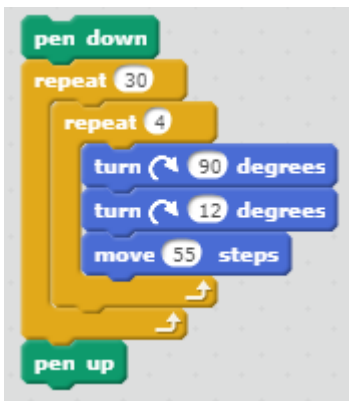 pen down
repeat 30
repeat 4
turn 90 degrees
turn 12 degrees
move 55 steps
pen up